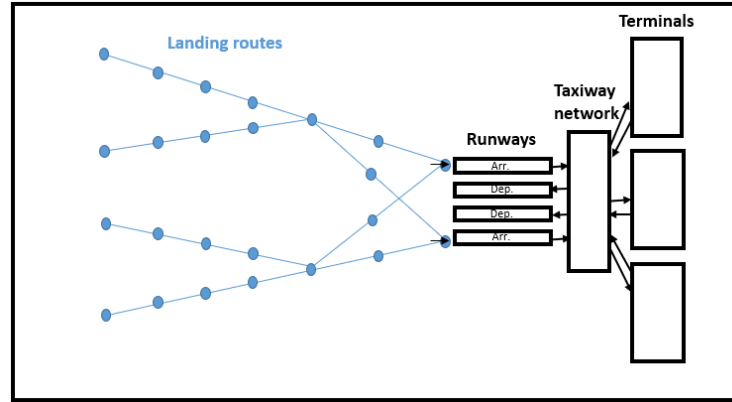 Terminals
Landing routes
Taxiway
network
Runways
Arr.
Dep.
Dep.
Arr.